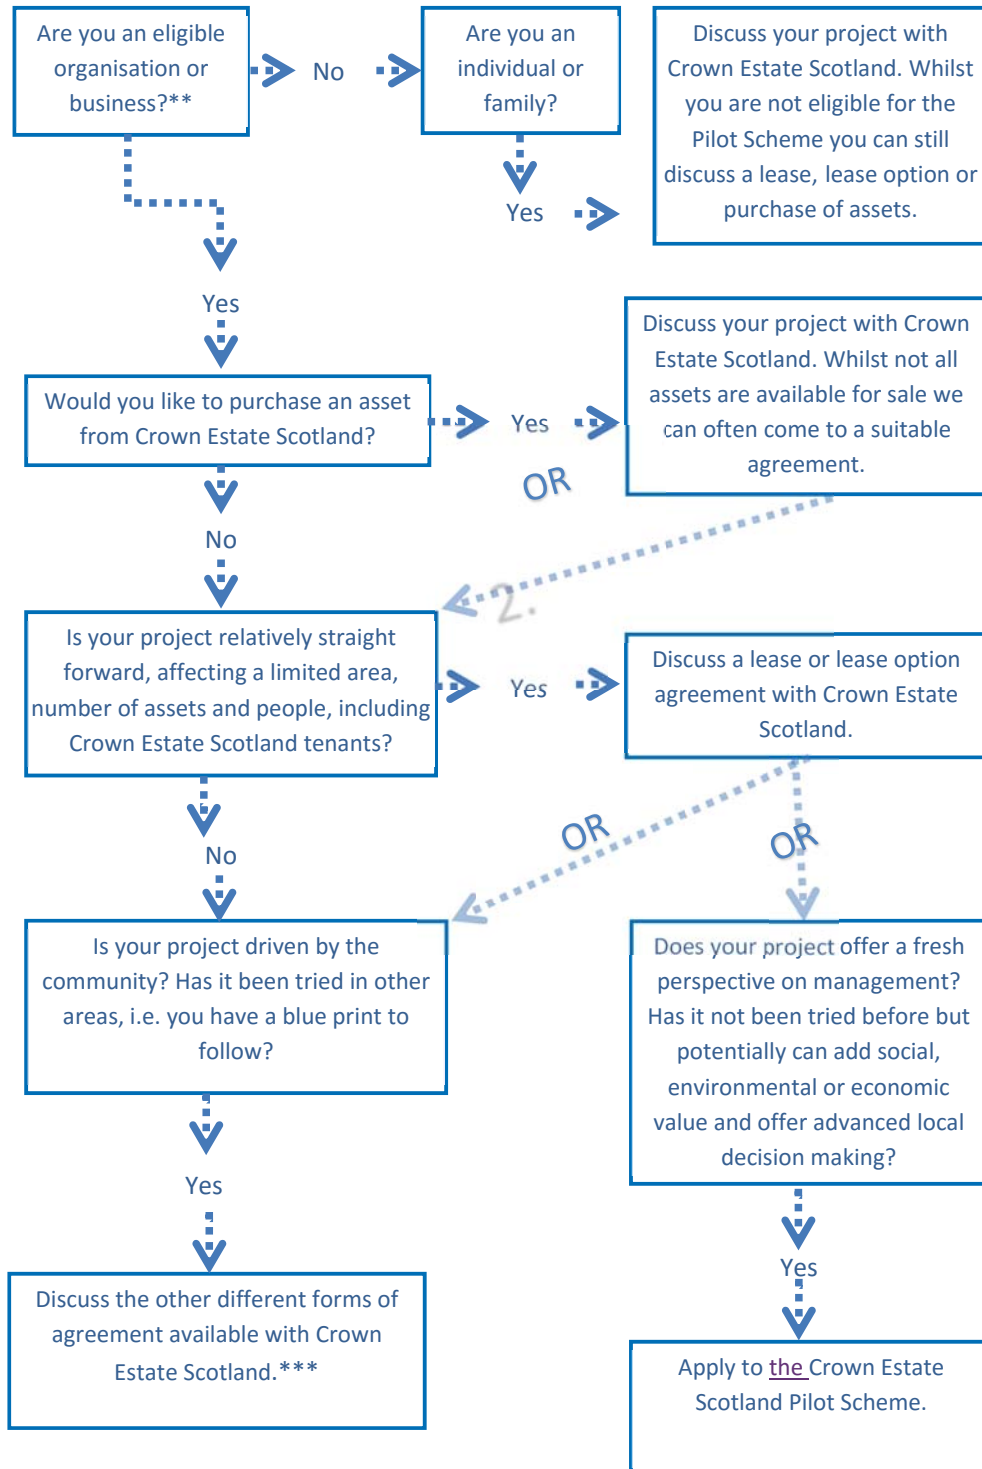 Are you an eligible
organisation or
business?**
No
Are you an
individual or
family?
Yes
Discuss your project with
Crown Estate Scotland. Whilst
you are not eligible for the
Pilot Scheme you can still
discuss a lease, lease option or
purchase of assets.
Yes
Would you like to purchase an asset
from Crown Estate Scotland?
Yes
Discuss your project with Crown
Estate Scotland. Whilst not all
assets are available for sale we
can often come to a suitable
agreement.
OR
No
2.
Is your project relatively straight
forward, affecting a limited area,
number of assets and people, including
Crown Estate Scotland tenants?
Yes
Discuss a lease or lease option
agreement with Crown Estate
Scotland.
OR
OR
No
Is your project driven by the
community? Has it been tried in other
areas, i.e. you have a blue print to
follow?
Does your project offer a fresh
perspective on management?
Has it not been tried before but
potentially can add social,
environmental or economic
value and offer advanced local
decision making?
Yes
Yes
Discuss the other different forms of
agreement available with Crown
Estate Scotland.***
Apply to the Crown Estate
Scotland Pilot Scheme.